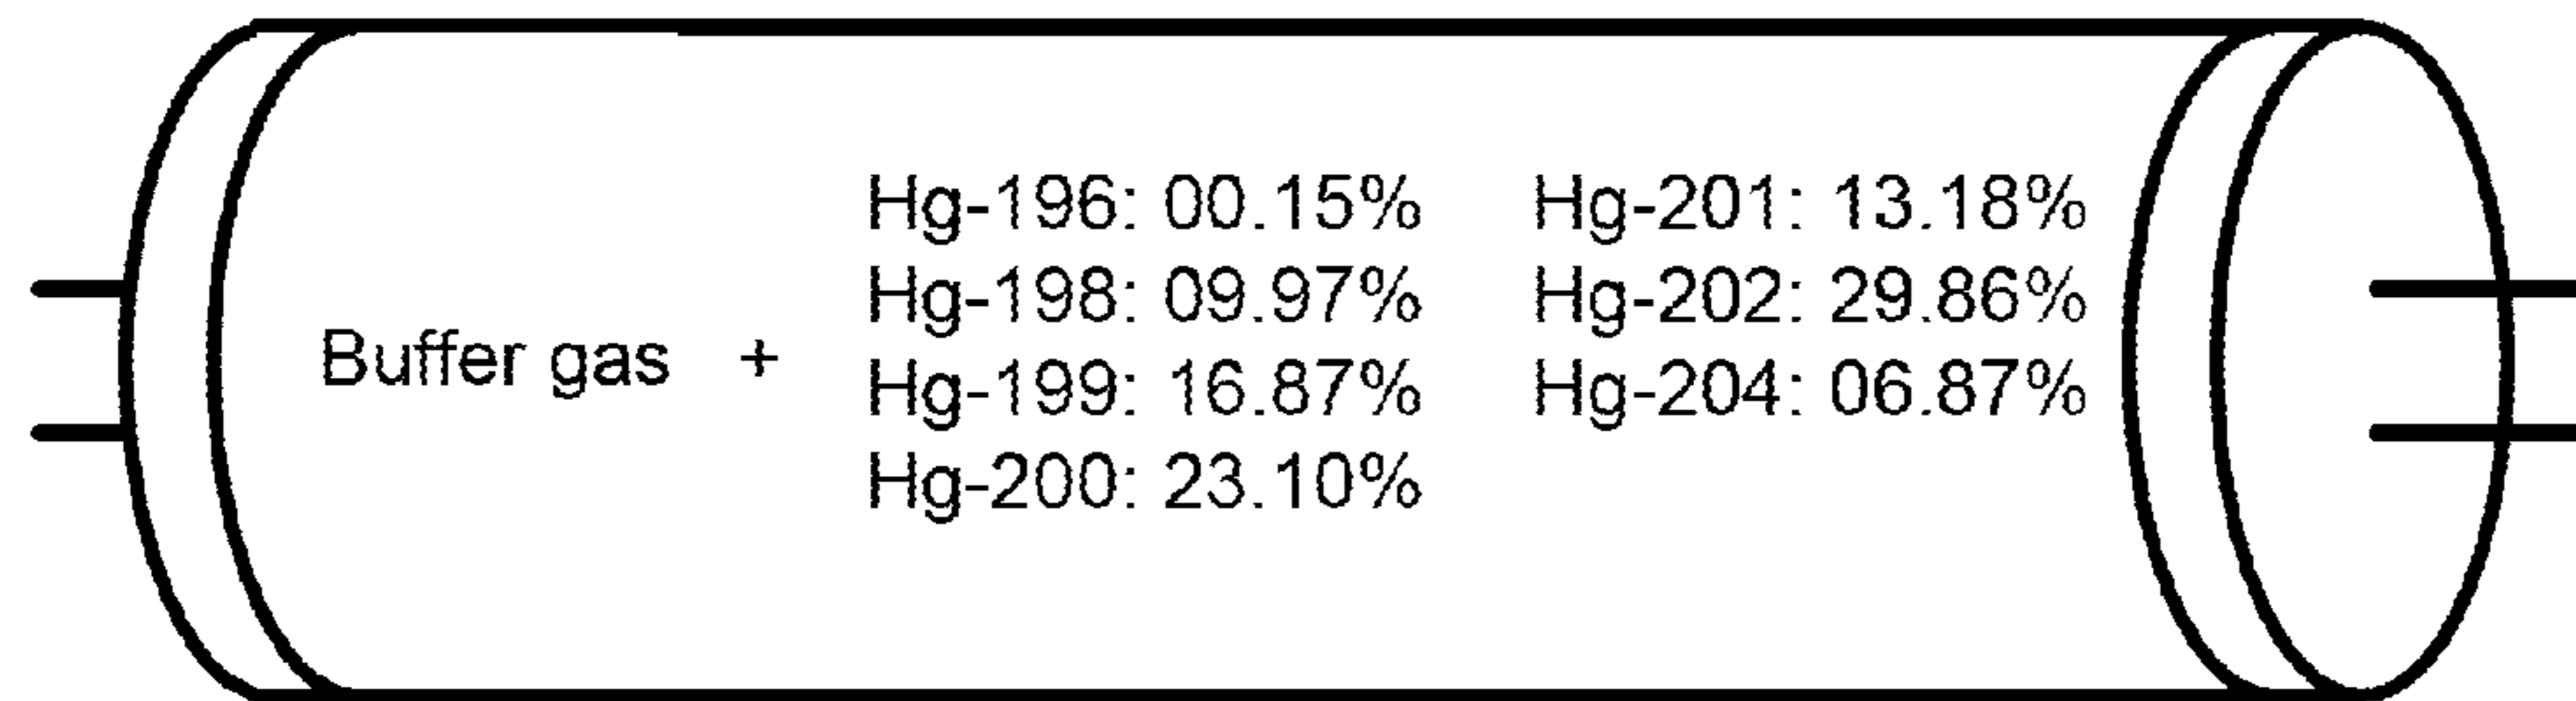 Buffer gas +
Hg-196: 00.15%
Hg-198: 09.97%
Hg-199: 16.87%
Hg-200: 23.10%
Hg-201: 13.18%
Hg-202: 29.86%
Hg-204: 06.87%